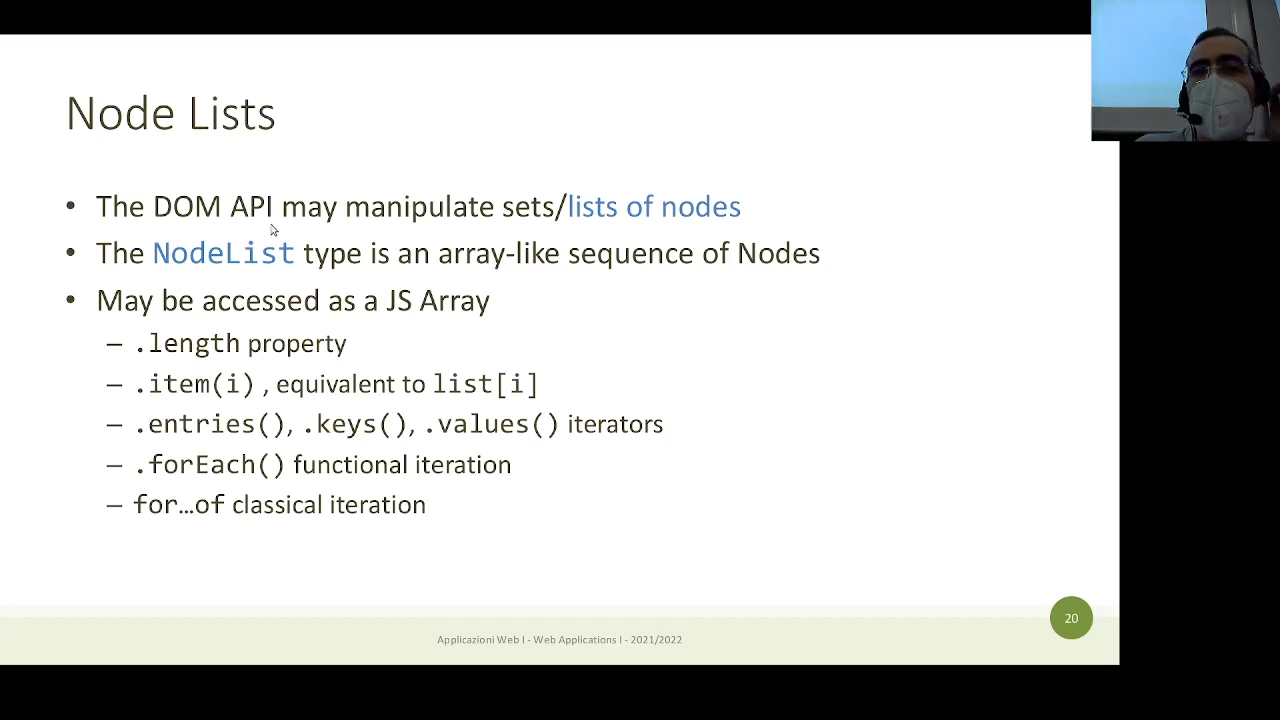 Node Lists
• The DOM API may manipulate sets/lists of nodes
• The NodeList type is an array-like sequence of Nodes
• May be accessed as a JS Array
– .length property
– .item(i) , equivalent to list[i]
– .entries(), .keys(), .values() iterators
– .forEach() functional iteration
– for…of classical iteration
Applicazioni Web I - Web Applications I - 2021/2022
20